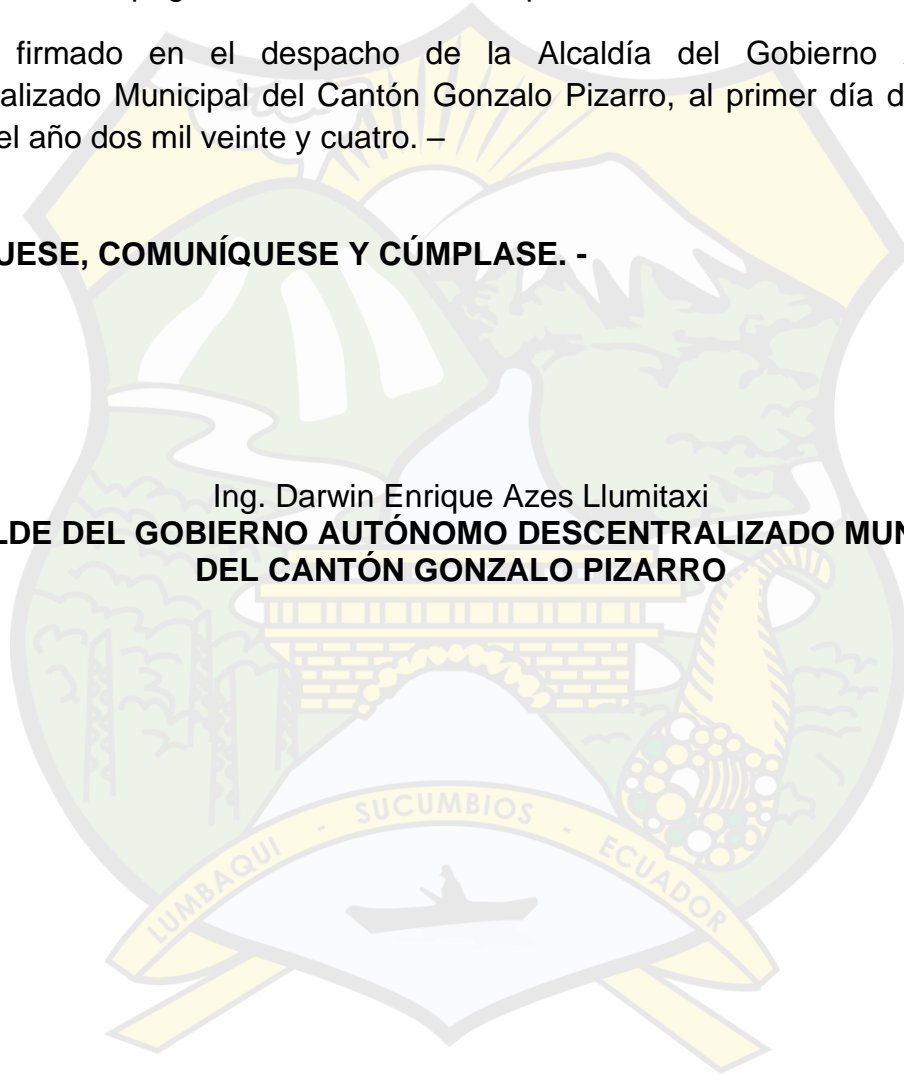 firmado en el despacho de la Alcaldía del Gobierno
alizado Municipal del Cantón Gonzalo Pizarro, al primer día d
el año dos mil veinte y cuatro. –
UESE, COMUNÍQUESE Y CÚMPLASE. -
Ing. Darwin Enrique Azes Llumitaxi
LDE DEL GOBIERNO AUTÓNOMO DESCENTRALIZADO MUN
DEL CANTÓN GONZALO PIZARRO
LUMBAQUI - SUCUMBIOS - ECUADOR